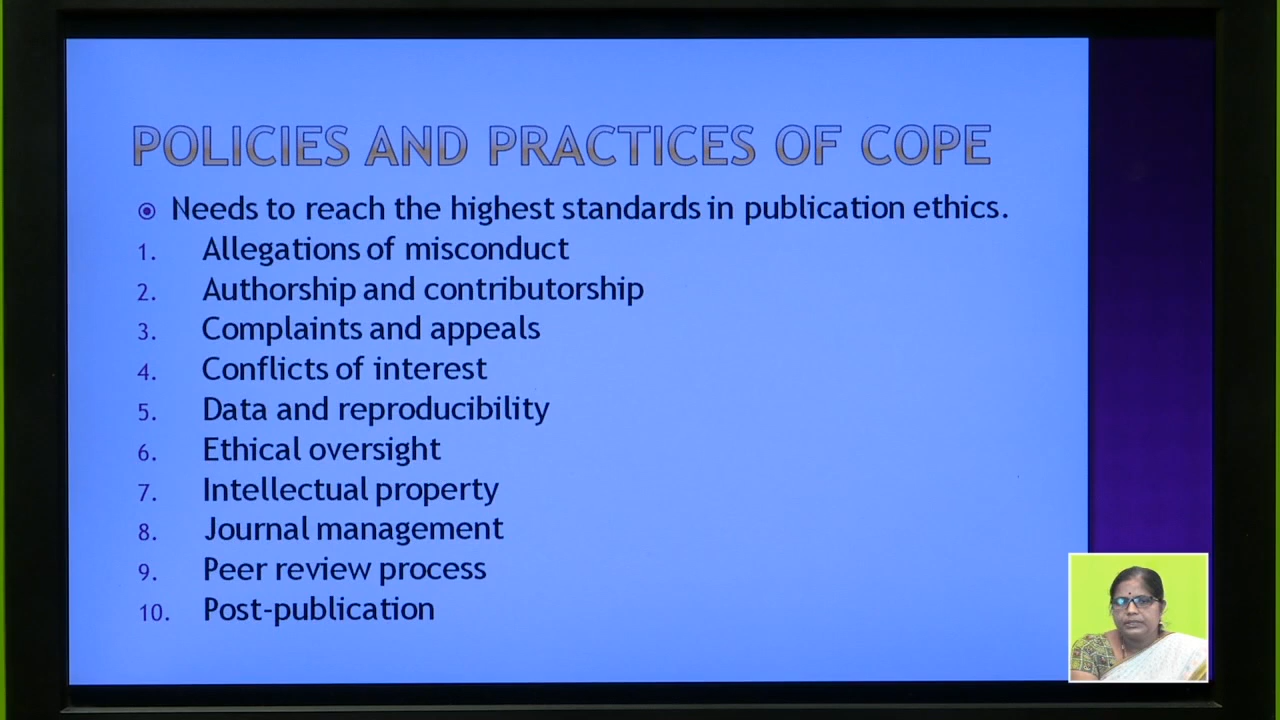 POLICIES AND PRACTICES OF COPE
Needs to reach the highest standards in publication ethics.
1. Allegations of misconduct
2. Authorship and contributorship
3. Complaints and appeals
4. Conflicts of interest
5. Data and reproducibility
6. Ethical oversight
7. Intellectual property
8. Journal management
9. Peer review process
10. Post-publication